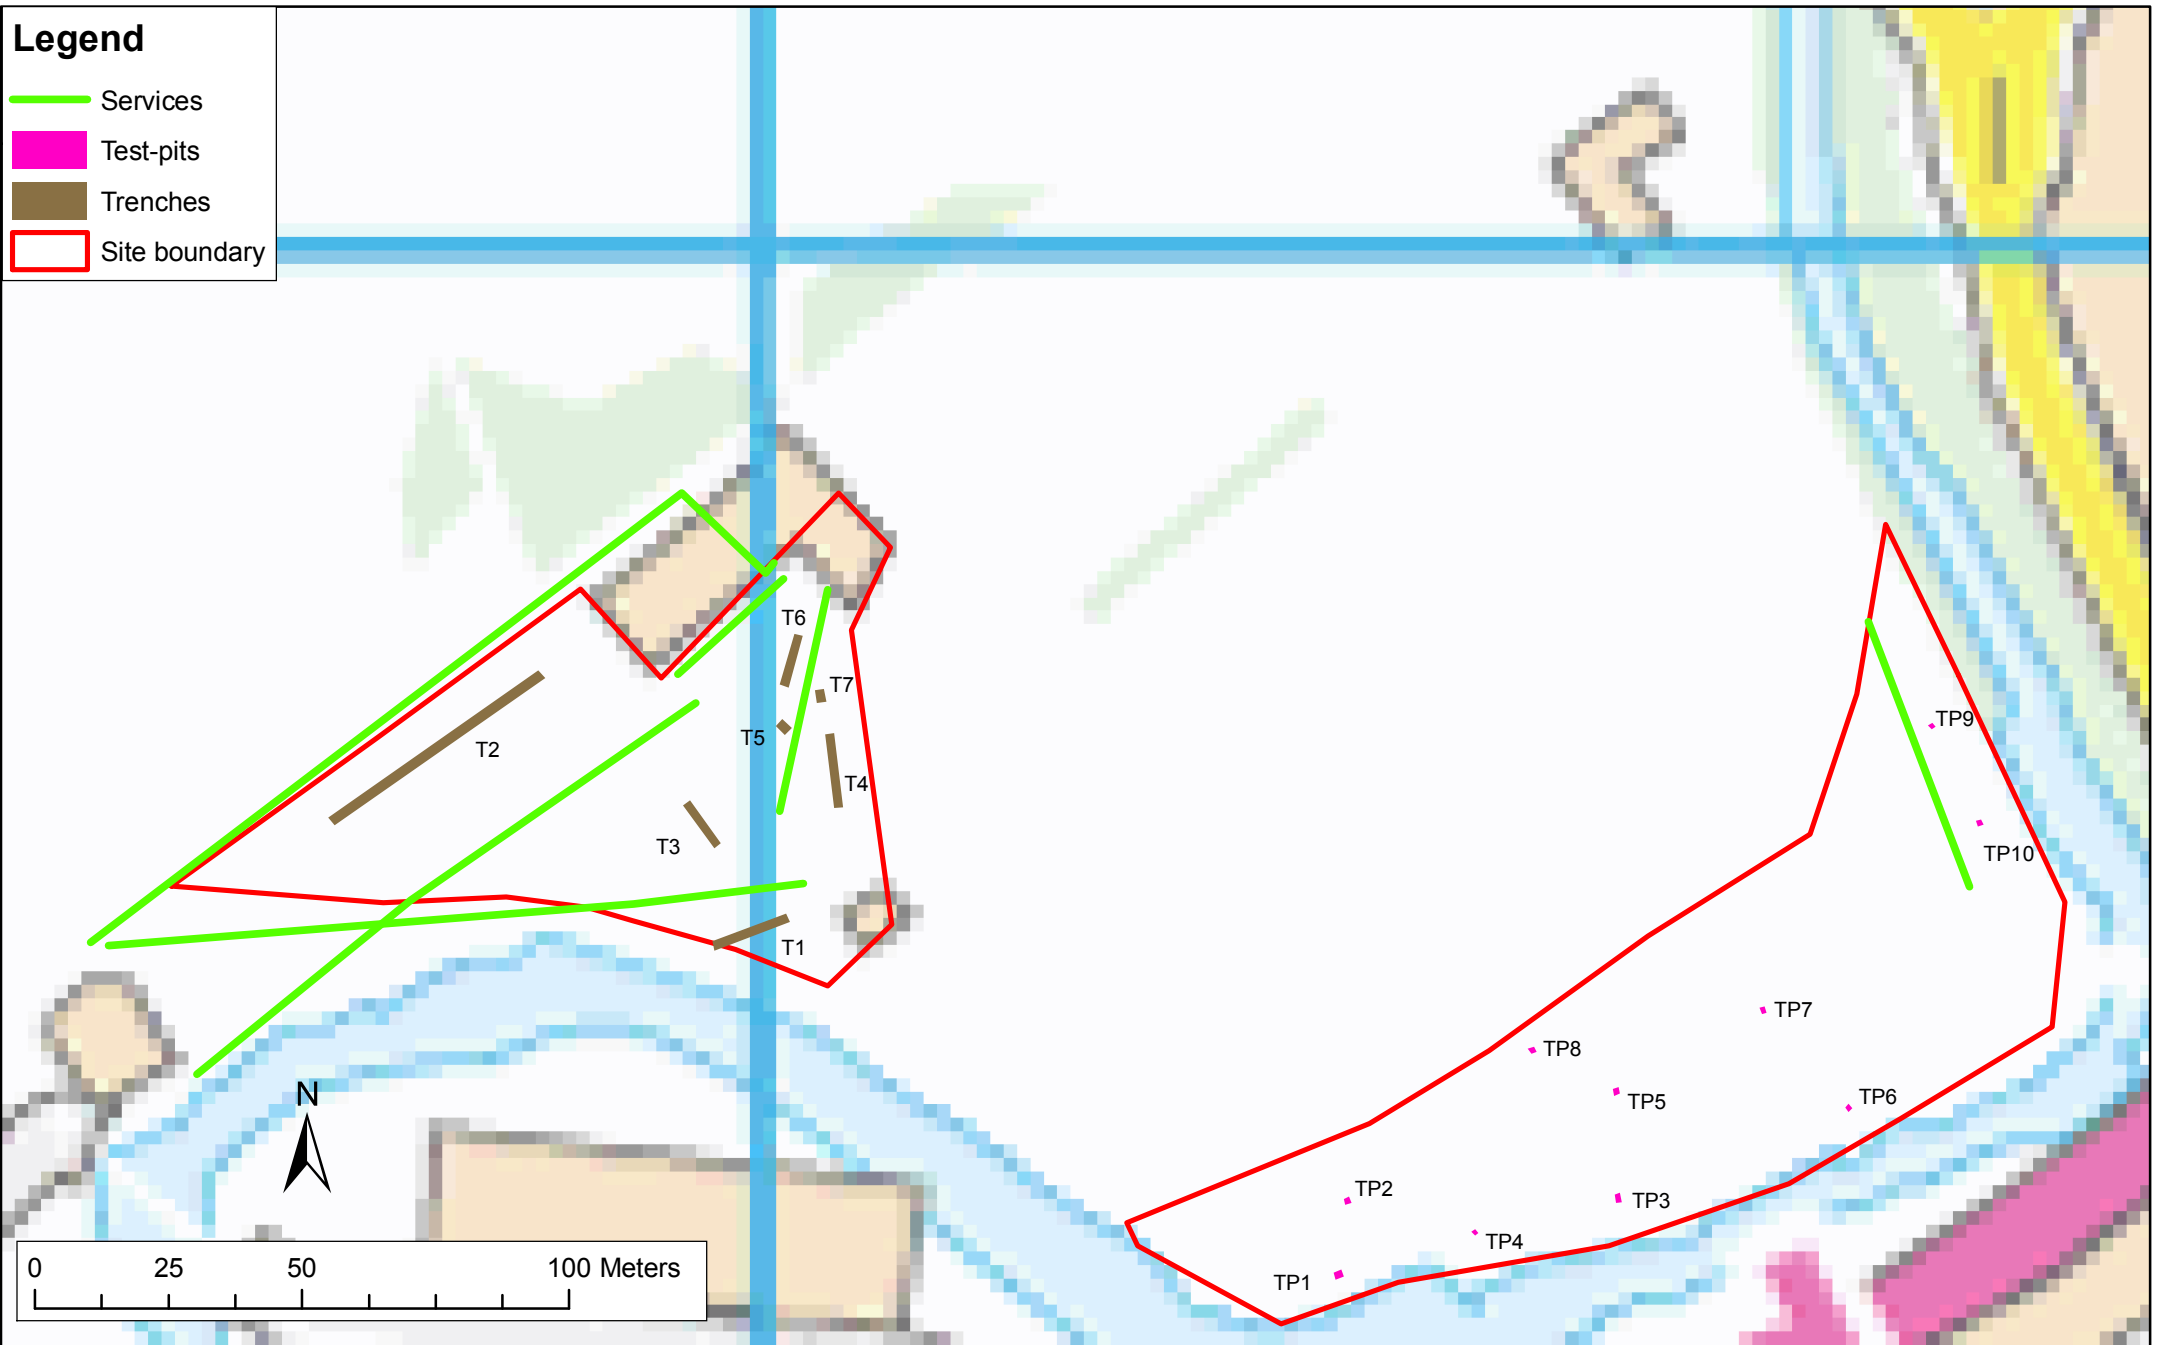 Legend
Services
Test-pits
Trenches
Site boundary
T6
T7
T5
T2
T4
T3
T1
TP9
TP10
TP7
TP8
TP5
TP6
TP2
TP3
TP4
TP1
N
0 25 50 100 Meters